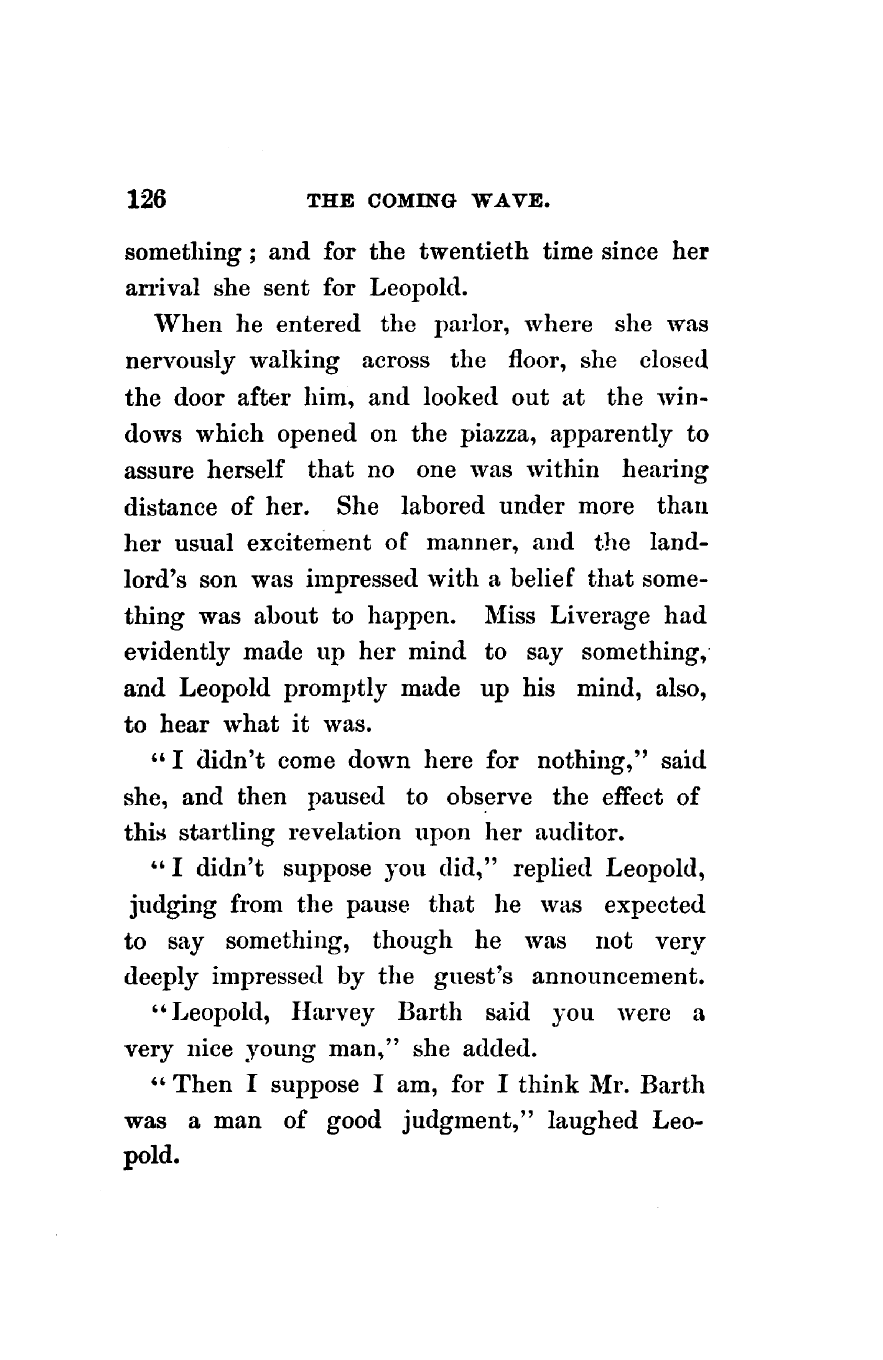 126 THE COMING WAVE.
something ; and for the twentieth time since her
arrival she sent for Leopold.
When he entered the parlor, where she was
nervously walking across the floor, she closed
the door after him, and looked out at the win-
dows which opened on the piazza, apparently to
assure herself that no one was within hearing
distance of her. She labored under more than
her usual excitement of manner, and the land-
lord's son was impressed with a belief that some-
thing was about to happen. Miss Liverage had
evidently made up her mind to say something,
and Leopold promptly made up his mind, also,
to hear what it was.
“I didn't come down here for nothing,” said
she, and then paused to observe the effect of
this startling revelation upon her auditor.
“I didn't suppose you did,” replied Leopold,
judging from the pause that he was expected
to say something, though he was not very
deeply impressed by the guest's announcement.
“Leopold, Harvey Barth said you were a
very nice young man,” she added.
“Then I suppose I am, for I think Mr. Barth
was a man of good judgment,” laughed Leo-
pold.